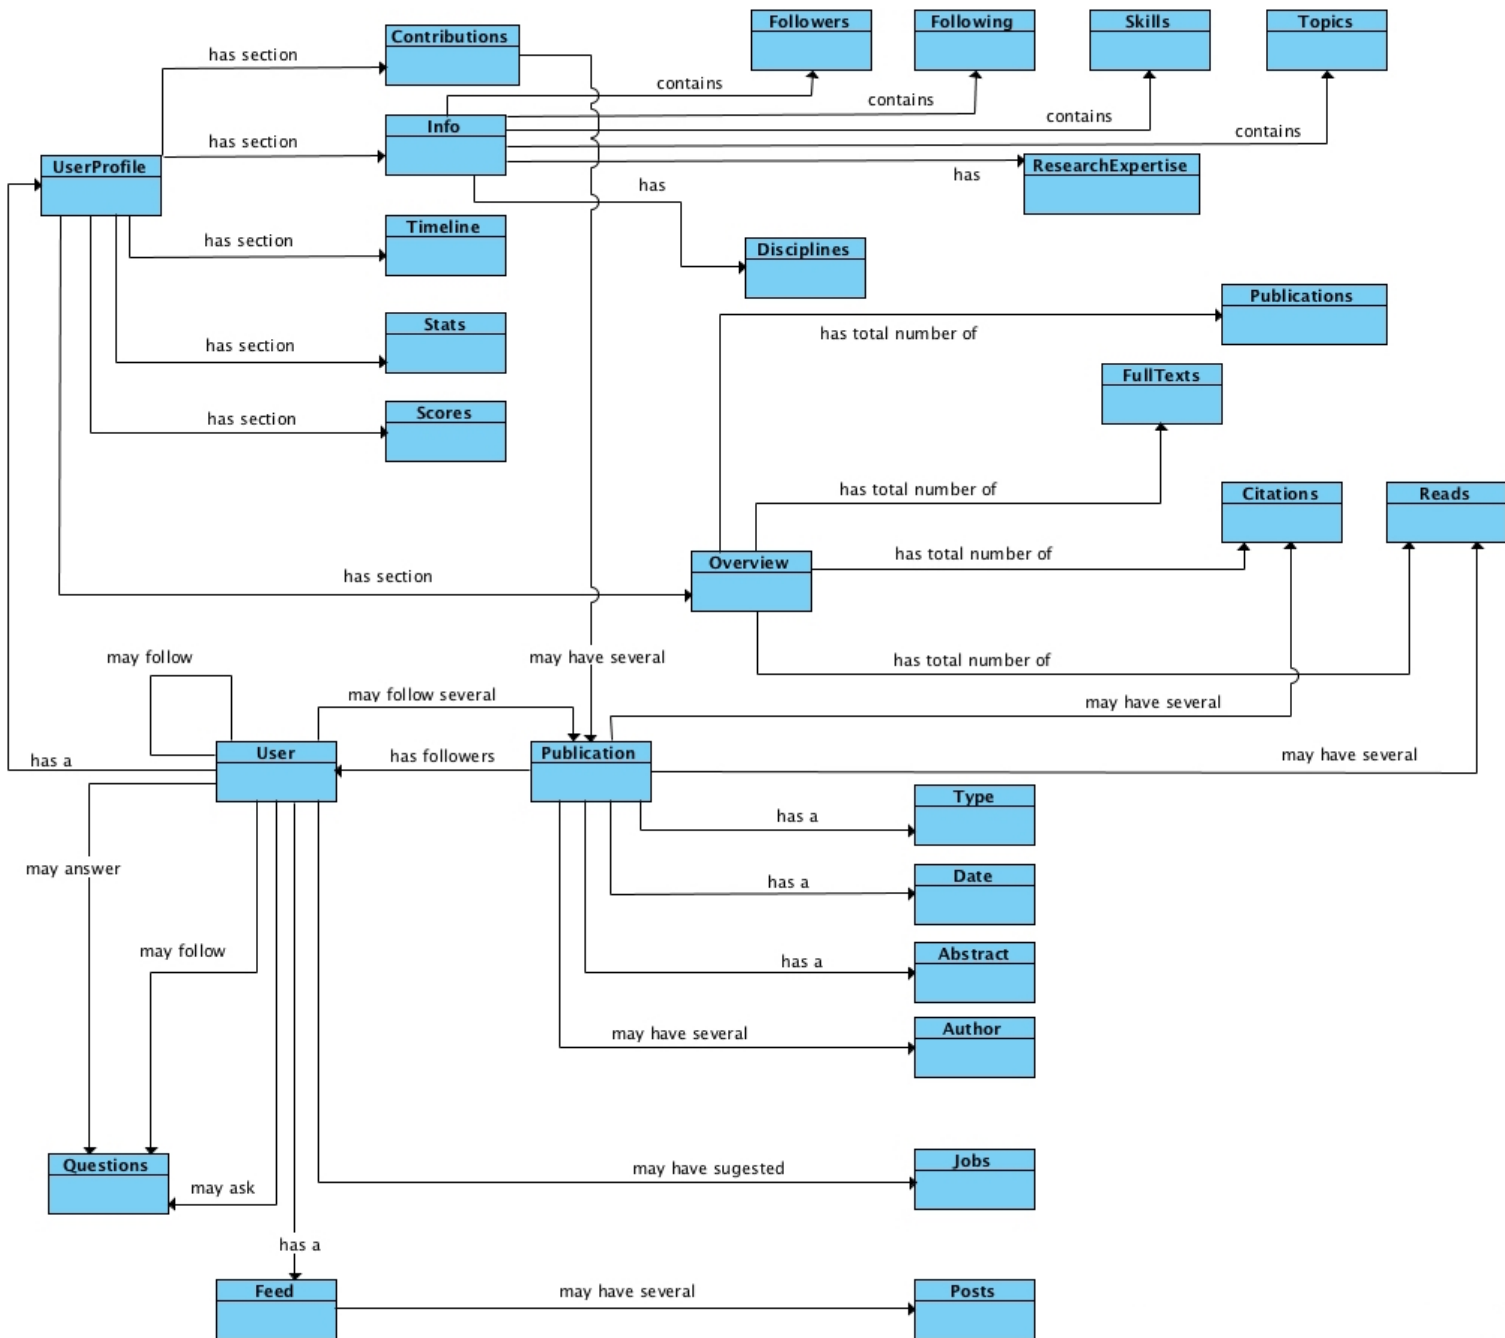 Followers
Following
Skills
Topics
Contributions
has section
contains
contains
contains
contains
Info
has section
UserProfile
ResearchExpertise
has
has
Timeline
has section
Disciplines
Publications
has total number of
Stats
has section
FullTexts
Scores
has section
has total number of
Citations
Reads
has total number of
Overview
has section
may follow
may have several
has total number of
may follow several
may have several
User
has followers
Publication
has a
may have several
Type
has a
may answer
Date
has a
may follow
Abstract
has a
Author
may have several
Questions
Jobs
may have sugested
may ask
has a
Feed
may have several
Posts